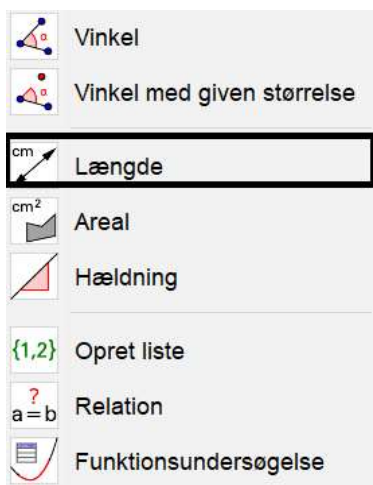 α Vinkel
α Vinkel med given størrelse
cm Længde
cm² Areal
Hældning
{1,2} Opret liste
? a=b Relation
Funktionsundersøgelse